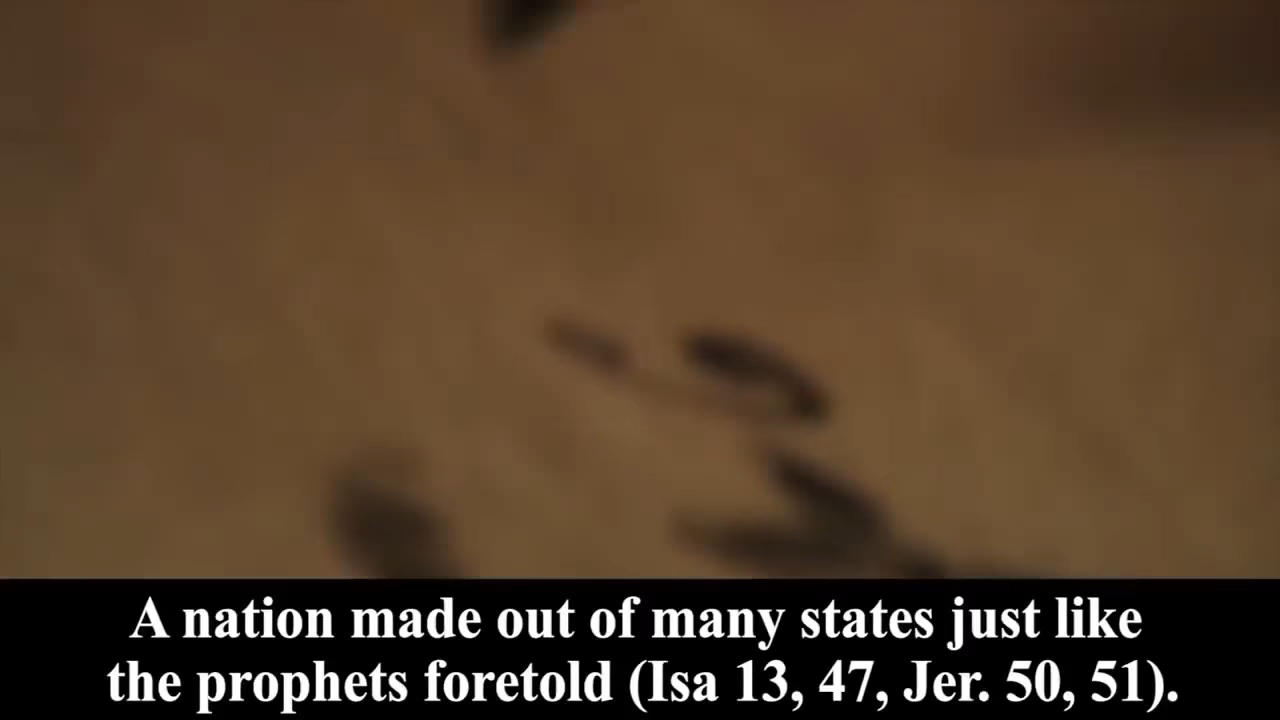 A nation made out of many states just like
the prophets foretold (Isa 13, 47, Jer. 50, 51).